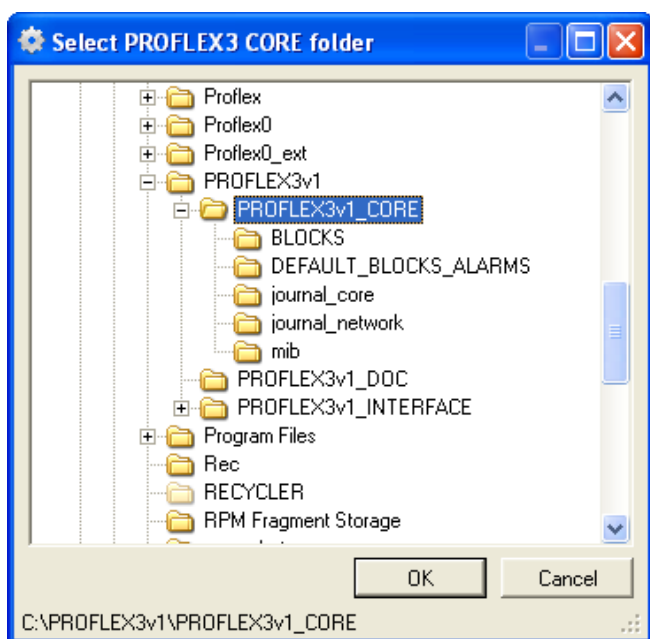 Select PROFLEX3 CORE folder
Proflex
Proflex0
Proflex0_ext
PROFLEX3v1
PROFLEX3v1_CORE
BLOCKS
DEFAULT_BLOCKS_ALARMS
journal_core
journal_network
mib
PROFLEX3v1_DOC
PROFLEX3v1_INTERFACE
Program Files
Rec
RECYCLER
RPM Fragment Storage
OK Cancel
C:\PROFLEX3v1\PROFLEX3v1_CORE